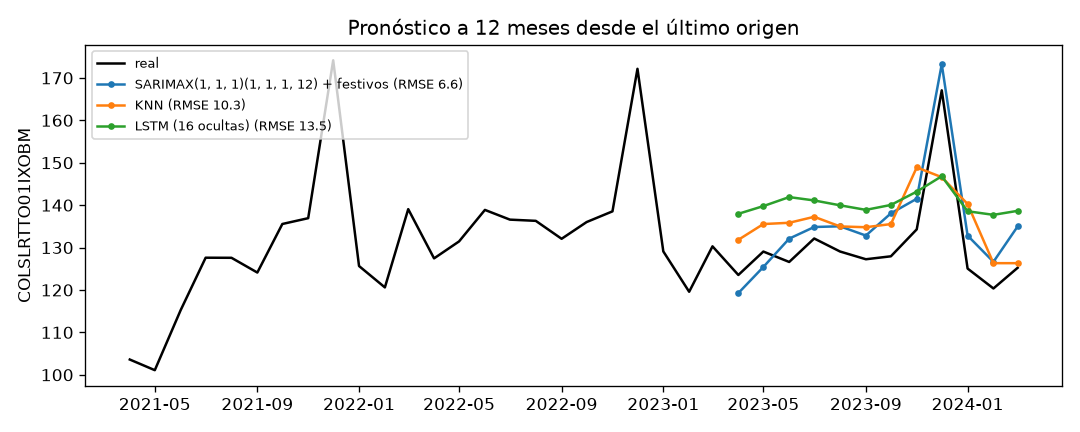 Pronóstico a 12 meses desde el último origen
real
SARIMAX(1, 1, 1)(1, 1, 1, 12) + festivos (RMSE 6.6)
KNN (RMSE 10.3)
LSTM (16 ocultas) (RMSE 13.5)
COLSLRTTO01IXOBM
170
160
150
140
130
120
110
100
2021-05
2021-09
2022-01
2022-05
2022-09
2023-01
2023-05
2023-09
2024-01